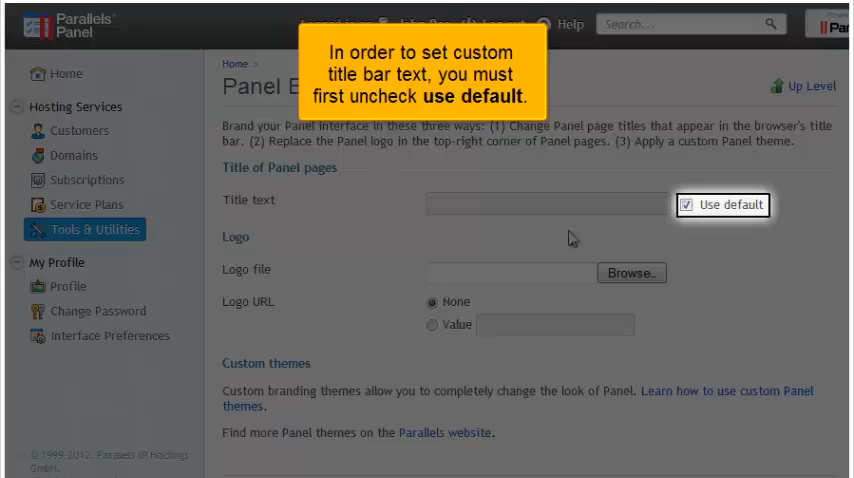 Parallels®
Panel
Log out
Help
Search...
Home
Hosting Services
Customers
Domains
Subscriptions
Service Plans
Tools & Utilities
My Profile
Profile
Change Password
Interface Preferences
© 1999-2012. Parallels IP Holdings
GmbH.
Home >
Panel
In order to set custom
title bar text, you must
first uncheck use default.
Up Level
Brand your Panel interface in these three ways: (1) Change Panel page titles that appear in the browser's title
bar. (2) Replace the Panel logo in the top-right corner of Panel pages. (3) Apply a custom Panel theme.
Title of Panel pages
Title text
Use default
Logo
Logo file
Browse..
Logo URL
None
Value
Custom themes
Custom branding themes allow you to completely change the look of Panel. Learn how to use custom Panel
themes.
Find more Panel themes on the Parallels website.